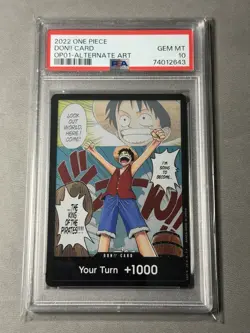 2022 ONE PIECE
DON!! CARD
OP01-ALTERNATE ART
GEM MT
10
PSA
74012643
LOOK
OUT
WORLD,
HERE I
COME!
I'M
GOING
TO
BECOME...
...THE
KING OF
THE
PIRATES!!!!
DON!! CARD
Your Turn +1000